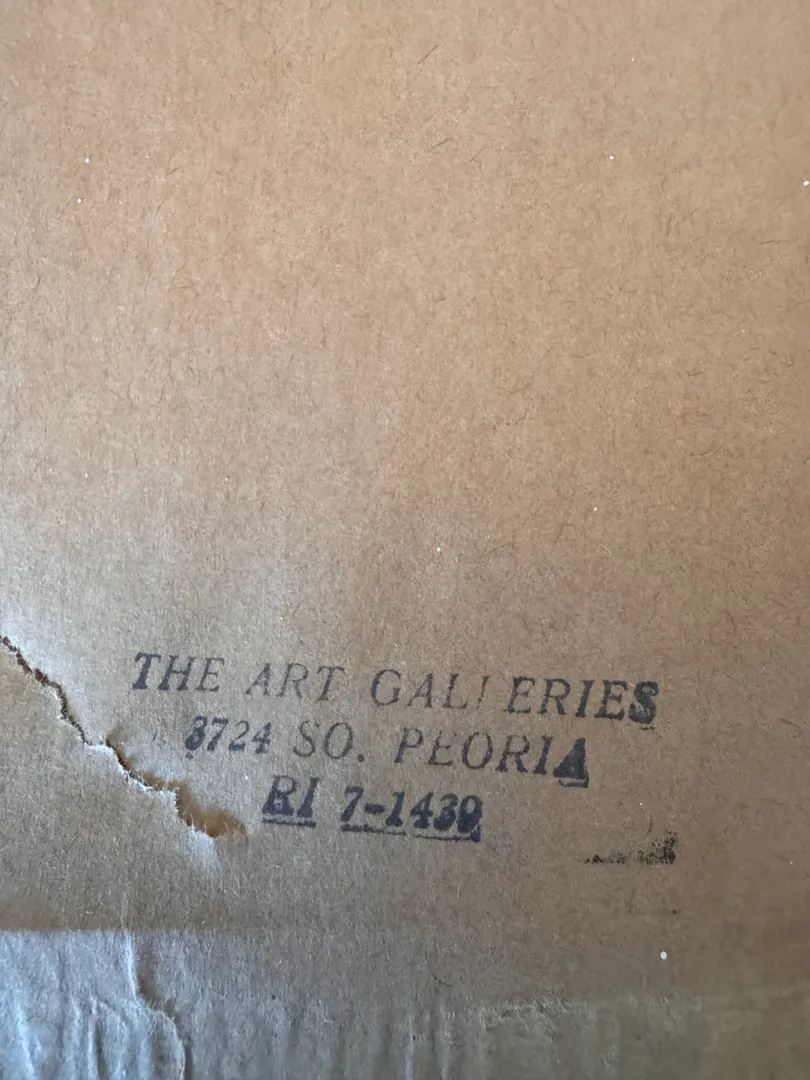 THE ART GALLERIES
3724 SO. PEORIA
RI 7-1439